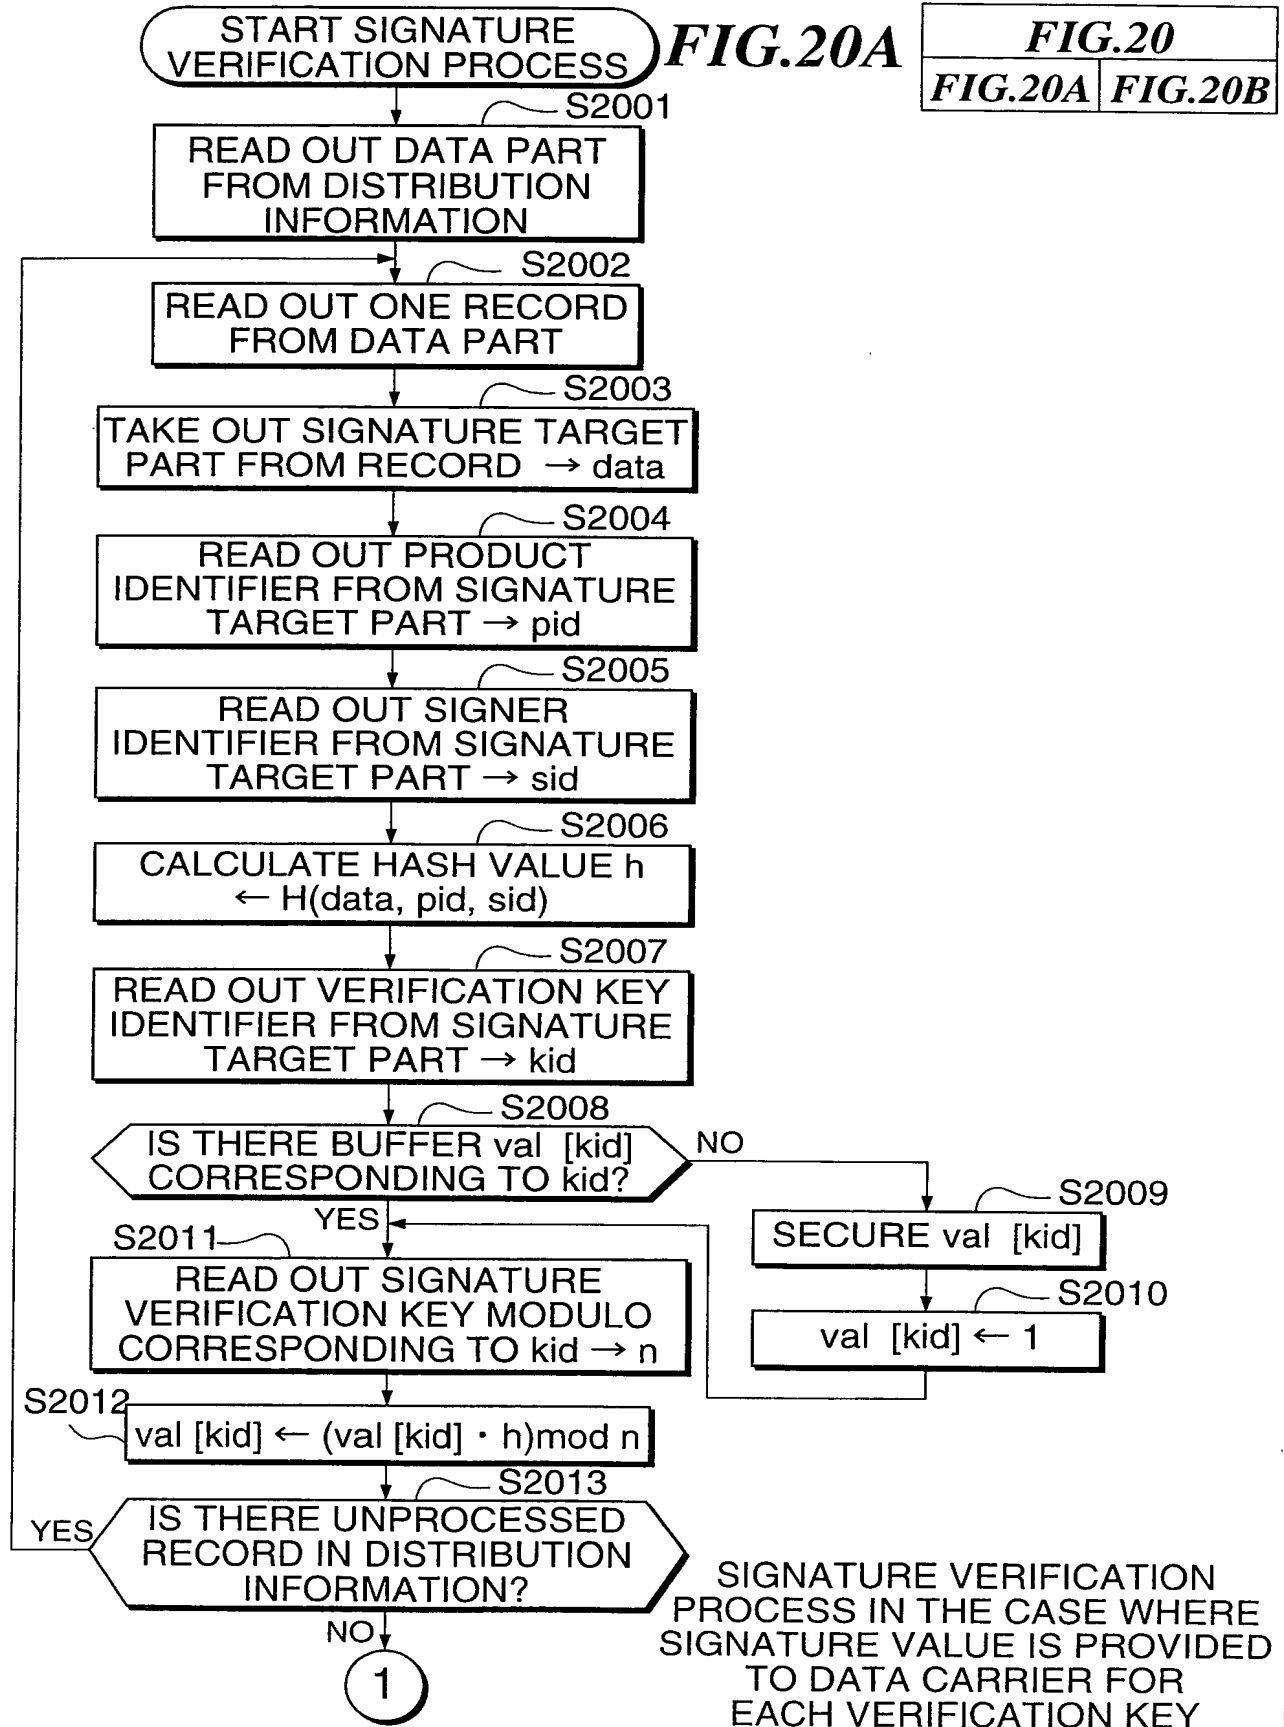 START SIGNATURE
VERIFICATION PROCESS
FIG.20A
FIG.20
FIG.20A FIG.20B
S2001
READ OUT DATA PART
FROM DISTRIBUTION
INFORMATION
S2002
READ OUT ONE RECORD
FROM DATA PART
S2003
TAKE OUT SIGNATURE TARGET
PART FROM RECORD → data
S2004
READ OUT PRODUCT
IDENTIFIER FROM SIGNATURE
TARGET PART → pid
S2005
READ OUT SIGNER
IDENTIFIER FROM SIGNATURE
TARGET PART → sid
S2006
CALCULATE HASH VALUE h
← H(data, pid, sid)
S2007
READ OUT VERIFICATION KEY
IDENTIFIER FROM SIGNATURE
TARGET PART → kid
S2008
IS THERE BUFFER val [kid]
CORRESPONDING TO kid?
NO
YES
S2009
SECURE val [kid]
S2010
val [kid] ← 1
S2011
READ OUT SIGNATURE
VERIFICATION KEY MODULO
CORRESPONDING TO kid → n
S2012
val [kid] ← (val [kid] · h)mod n
S2013
IS THERE UNPROCESSED
RECORD IN DISTRIBUTION
INFORMATION?
YES
NO
1
SIGNATURE VERIFICATION
PROCESS IN THE CASE WHERE
SIGNATURE VALUE IS PROVIDED
TO DATA CARRIER FOR
EACH VERIFICATION KEY